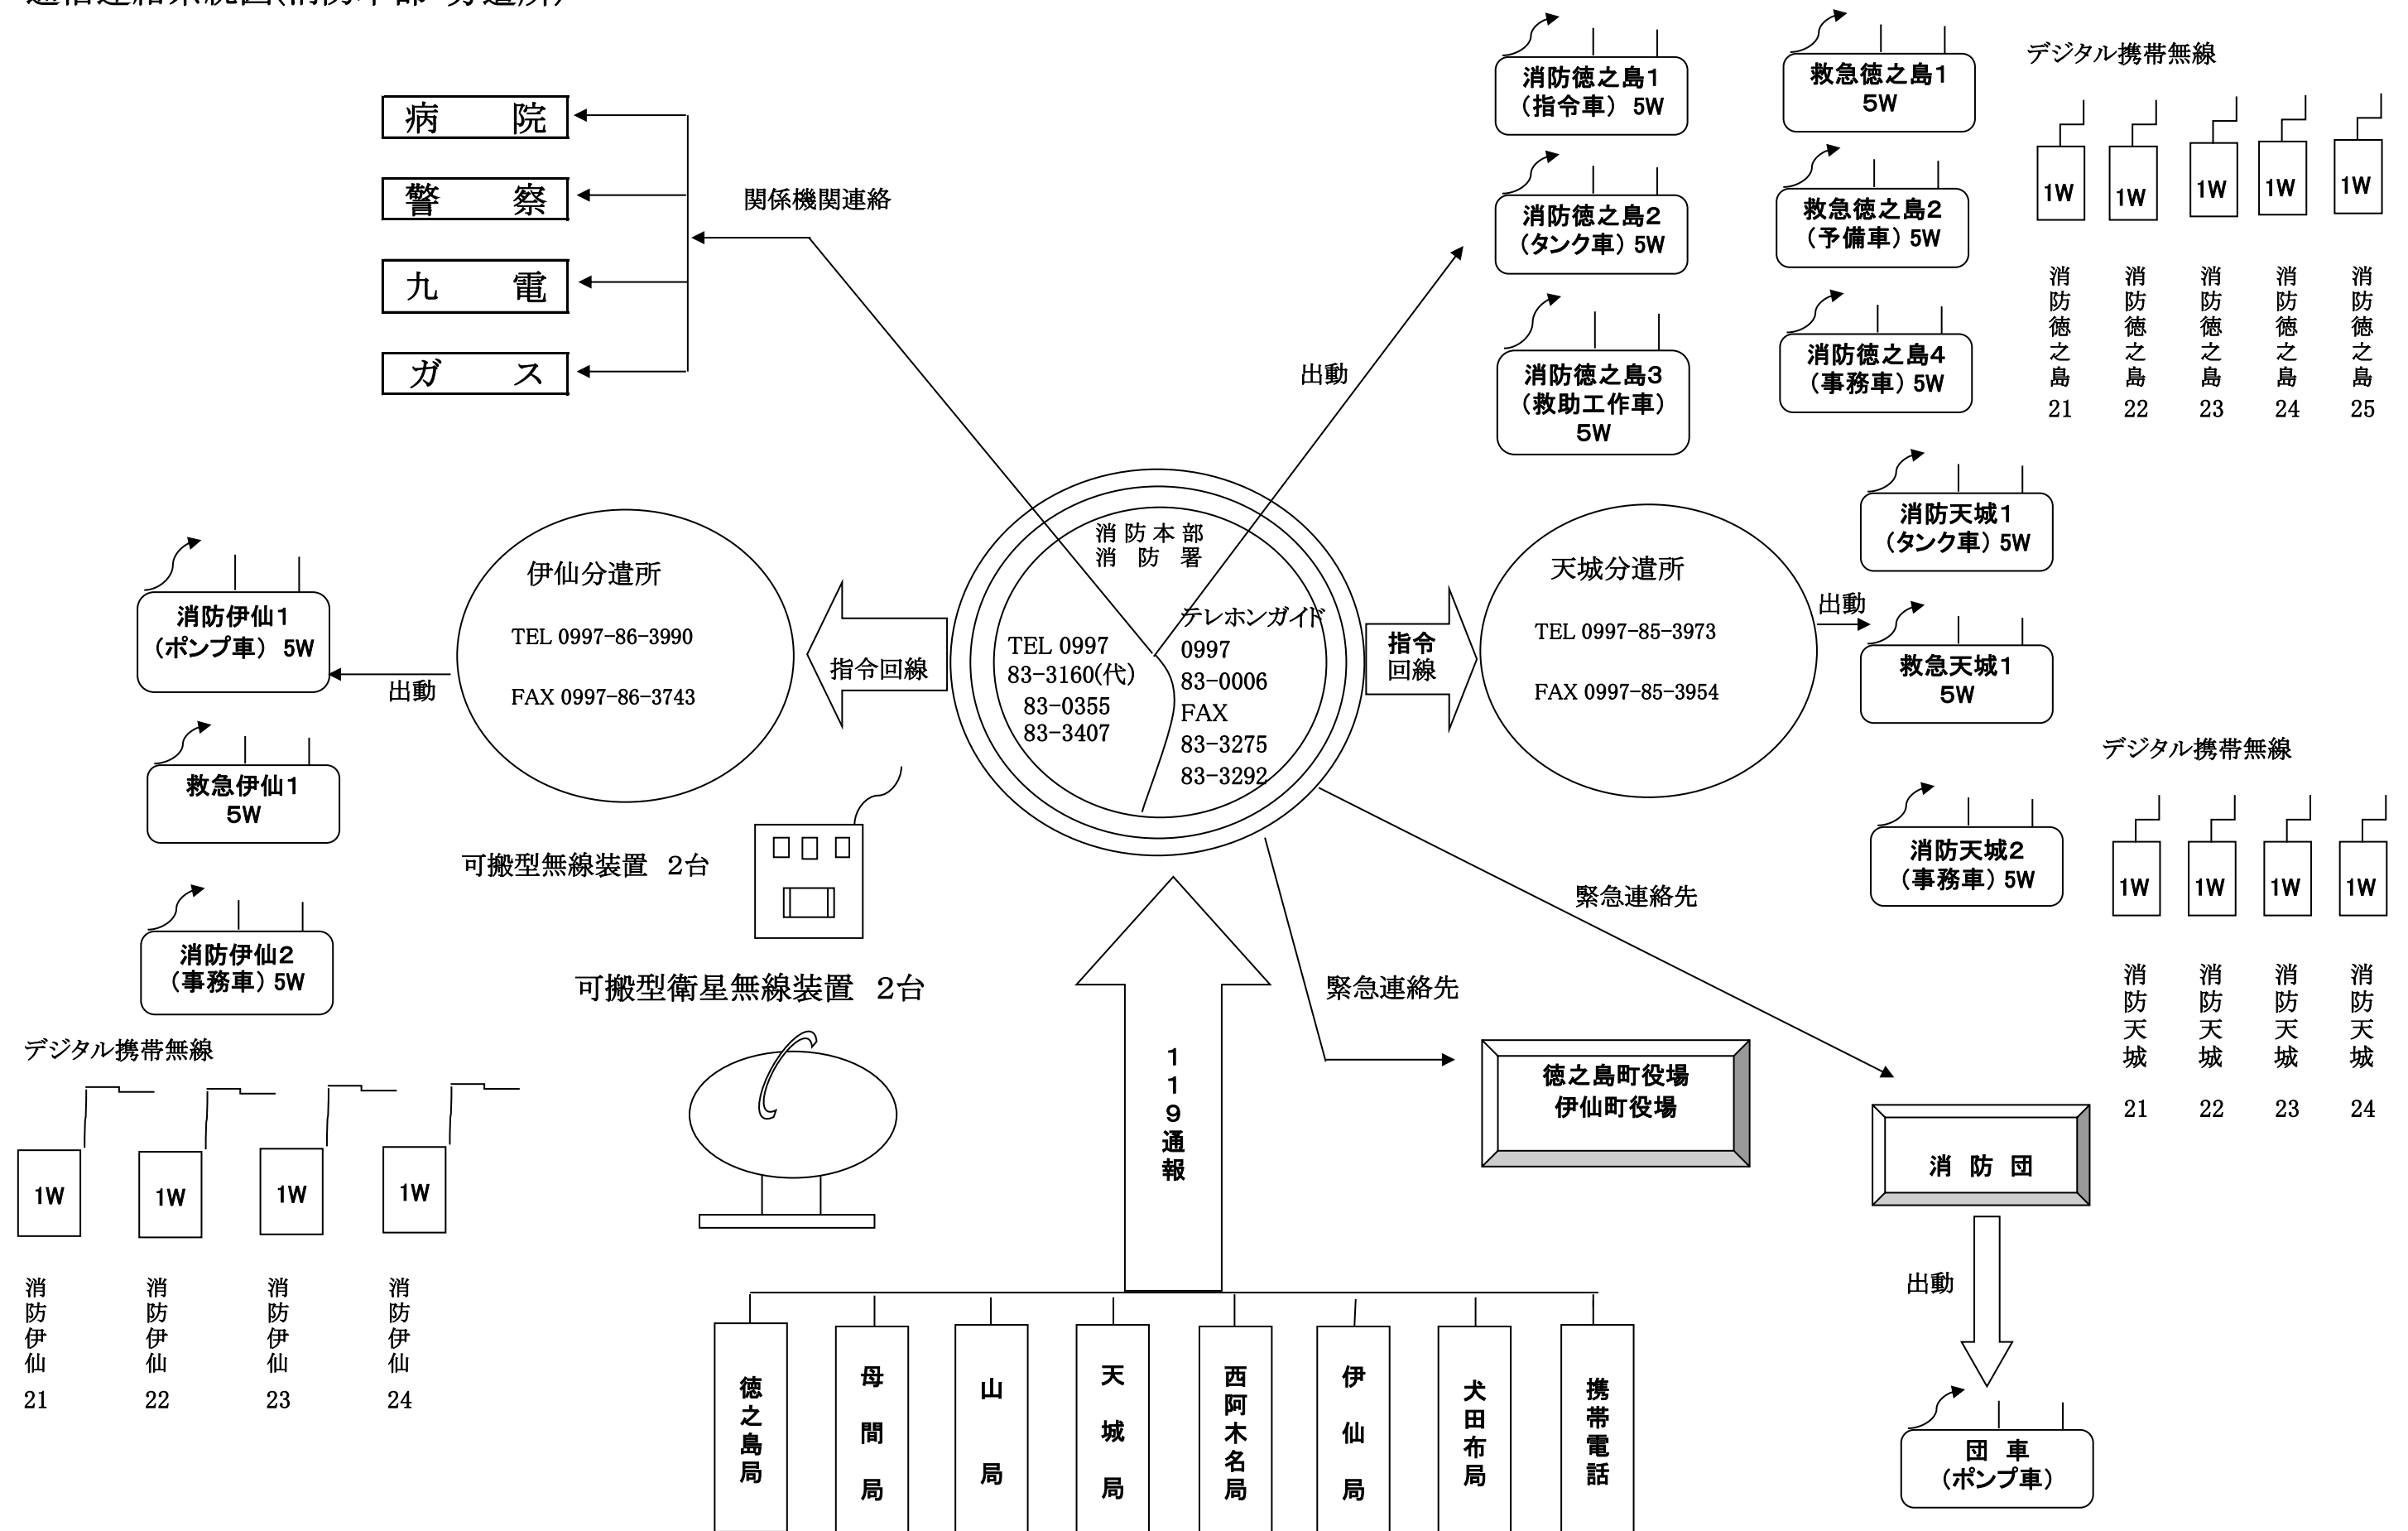 通信連絡系統図(消防本部・分遣所)
病　院
警　察
九　電
ガ　ス
関係機関連絡
出動
消防徳之島1
（指令車） 5W
消防徳之島2
（タンク車） 5W
消防徳之島3
（救助工作車）
5W
救急徳之島1
5W
救急徳之島2
（予備車） 5W
消防徳之島4
（事務車） 5W
デジタル携帯無線
1W
1W
1W
1W
1W
消防徳之島
21
消防徳之島
22
消防徳之島
23
消防徳之島
24
消防徳之島
25
消防本部
消　防　署
TEL 0997
83-3160(代)
83-0355
83-3407
テレホンガイド
0997
83-0006
FAX
83-3275
83-3292
指令回線
伊仙分遣所
TEL 0997-86-3990
FAX 0997-86-3743
出動
消防伊仙1
（ポンプ車） 5W
救急伊仙1
5W
消防伊仙2
（事務車） 5W
デジタル携帯無線
1W
1W
1W
1W
消防伊仙
21
消防伊仙
22
消防伊仙
23
消防伊仙
24
指令
回線
天城分遣所
TEL 0997-85-3973
FAX 0997-85-3954
出動
消防天城1
（タンク車） 5W
救急天城1
5W
消防天城2
（事務車） 5W
デジタル携帯無線
1W
1W
1W
1W
消防天城
21
消防天城
22
消防天城
23
消防天城
24
可搬型無線装置　2台
可搬型衛星無線装置　2台
119通報
緊急連絡先
徳之島町役場
伊仙町役場
緊急連絡先
消 防 団
出動
団　車
（ポンプ車）
徳之島局
母間局
山局
天城局
西阿木名局
伊仙局
犬田布局
携帯電話